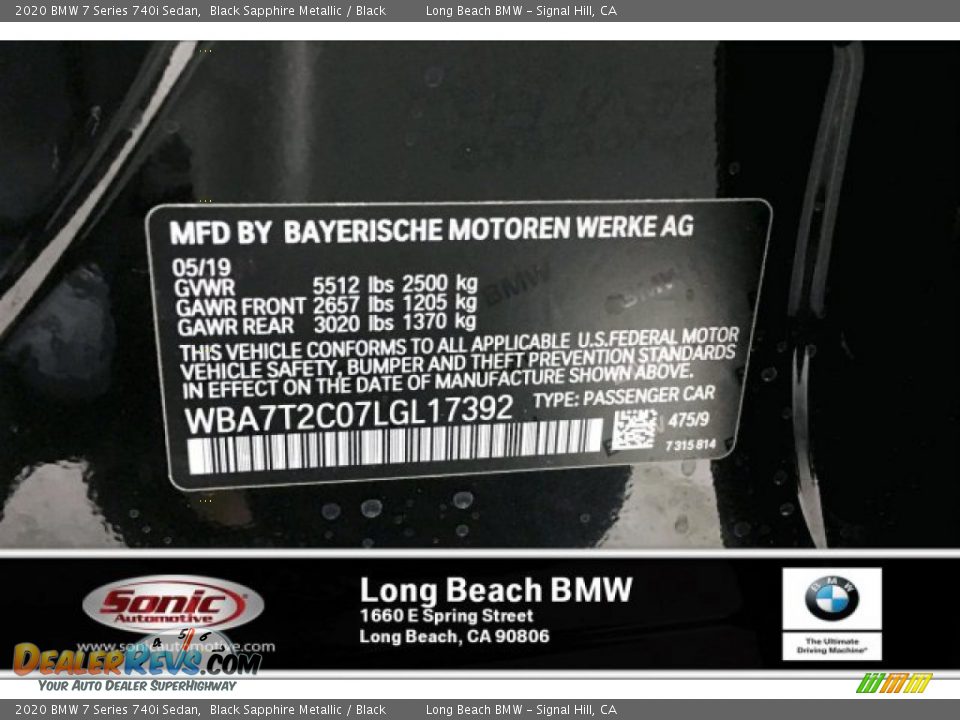 2020 BMW 7 Series 740i Sedan, Black Sapphire Metallic / Black Long Beach BMW - Signal Hill, CA
MFD BY BAYERISCHE MOTOREN WERKE AG
05/19
GVWR 5512 lbs 2500 kg
GAWR FRONT 2657 lbs 1205 kg
GAWR REAR 3020 lbs 1370 kg
THIS VEHICLE CONFORMS TO ALL APPLICABLE U.S.FEDERAL MOTOR
VEHICLE SAFETY, BUMPER AND THEFT PREVENTION STANDARDS
IN EFFECT ON THE DATE OF MANUFACTURE SHOWN ABOVE.
WBA7T2C07LGL17392 TYPE: PASSENGER CAR
475/9
7 315 814
Sonic
Automotive
www.sonicautomotive.com
Long Beach BMW
1660 E Spring Street
Long Beach, CA 90806
BMW
The Ultimate
Driving Machine®
4 5 6
DealerRevs.com
Your Auto Dealer SuperHighway
2020 BMW 7 Series 740i Sedan, Black Sapphire Metallic / Black Long Beach BMW - Signal Hill, CA